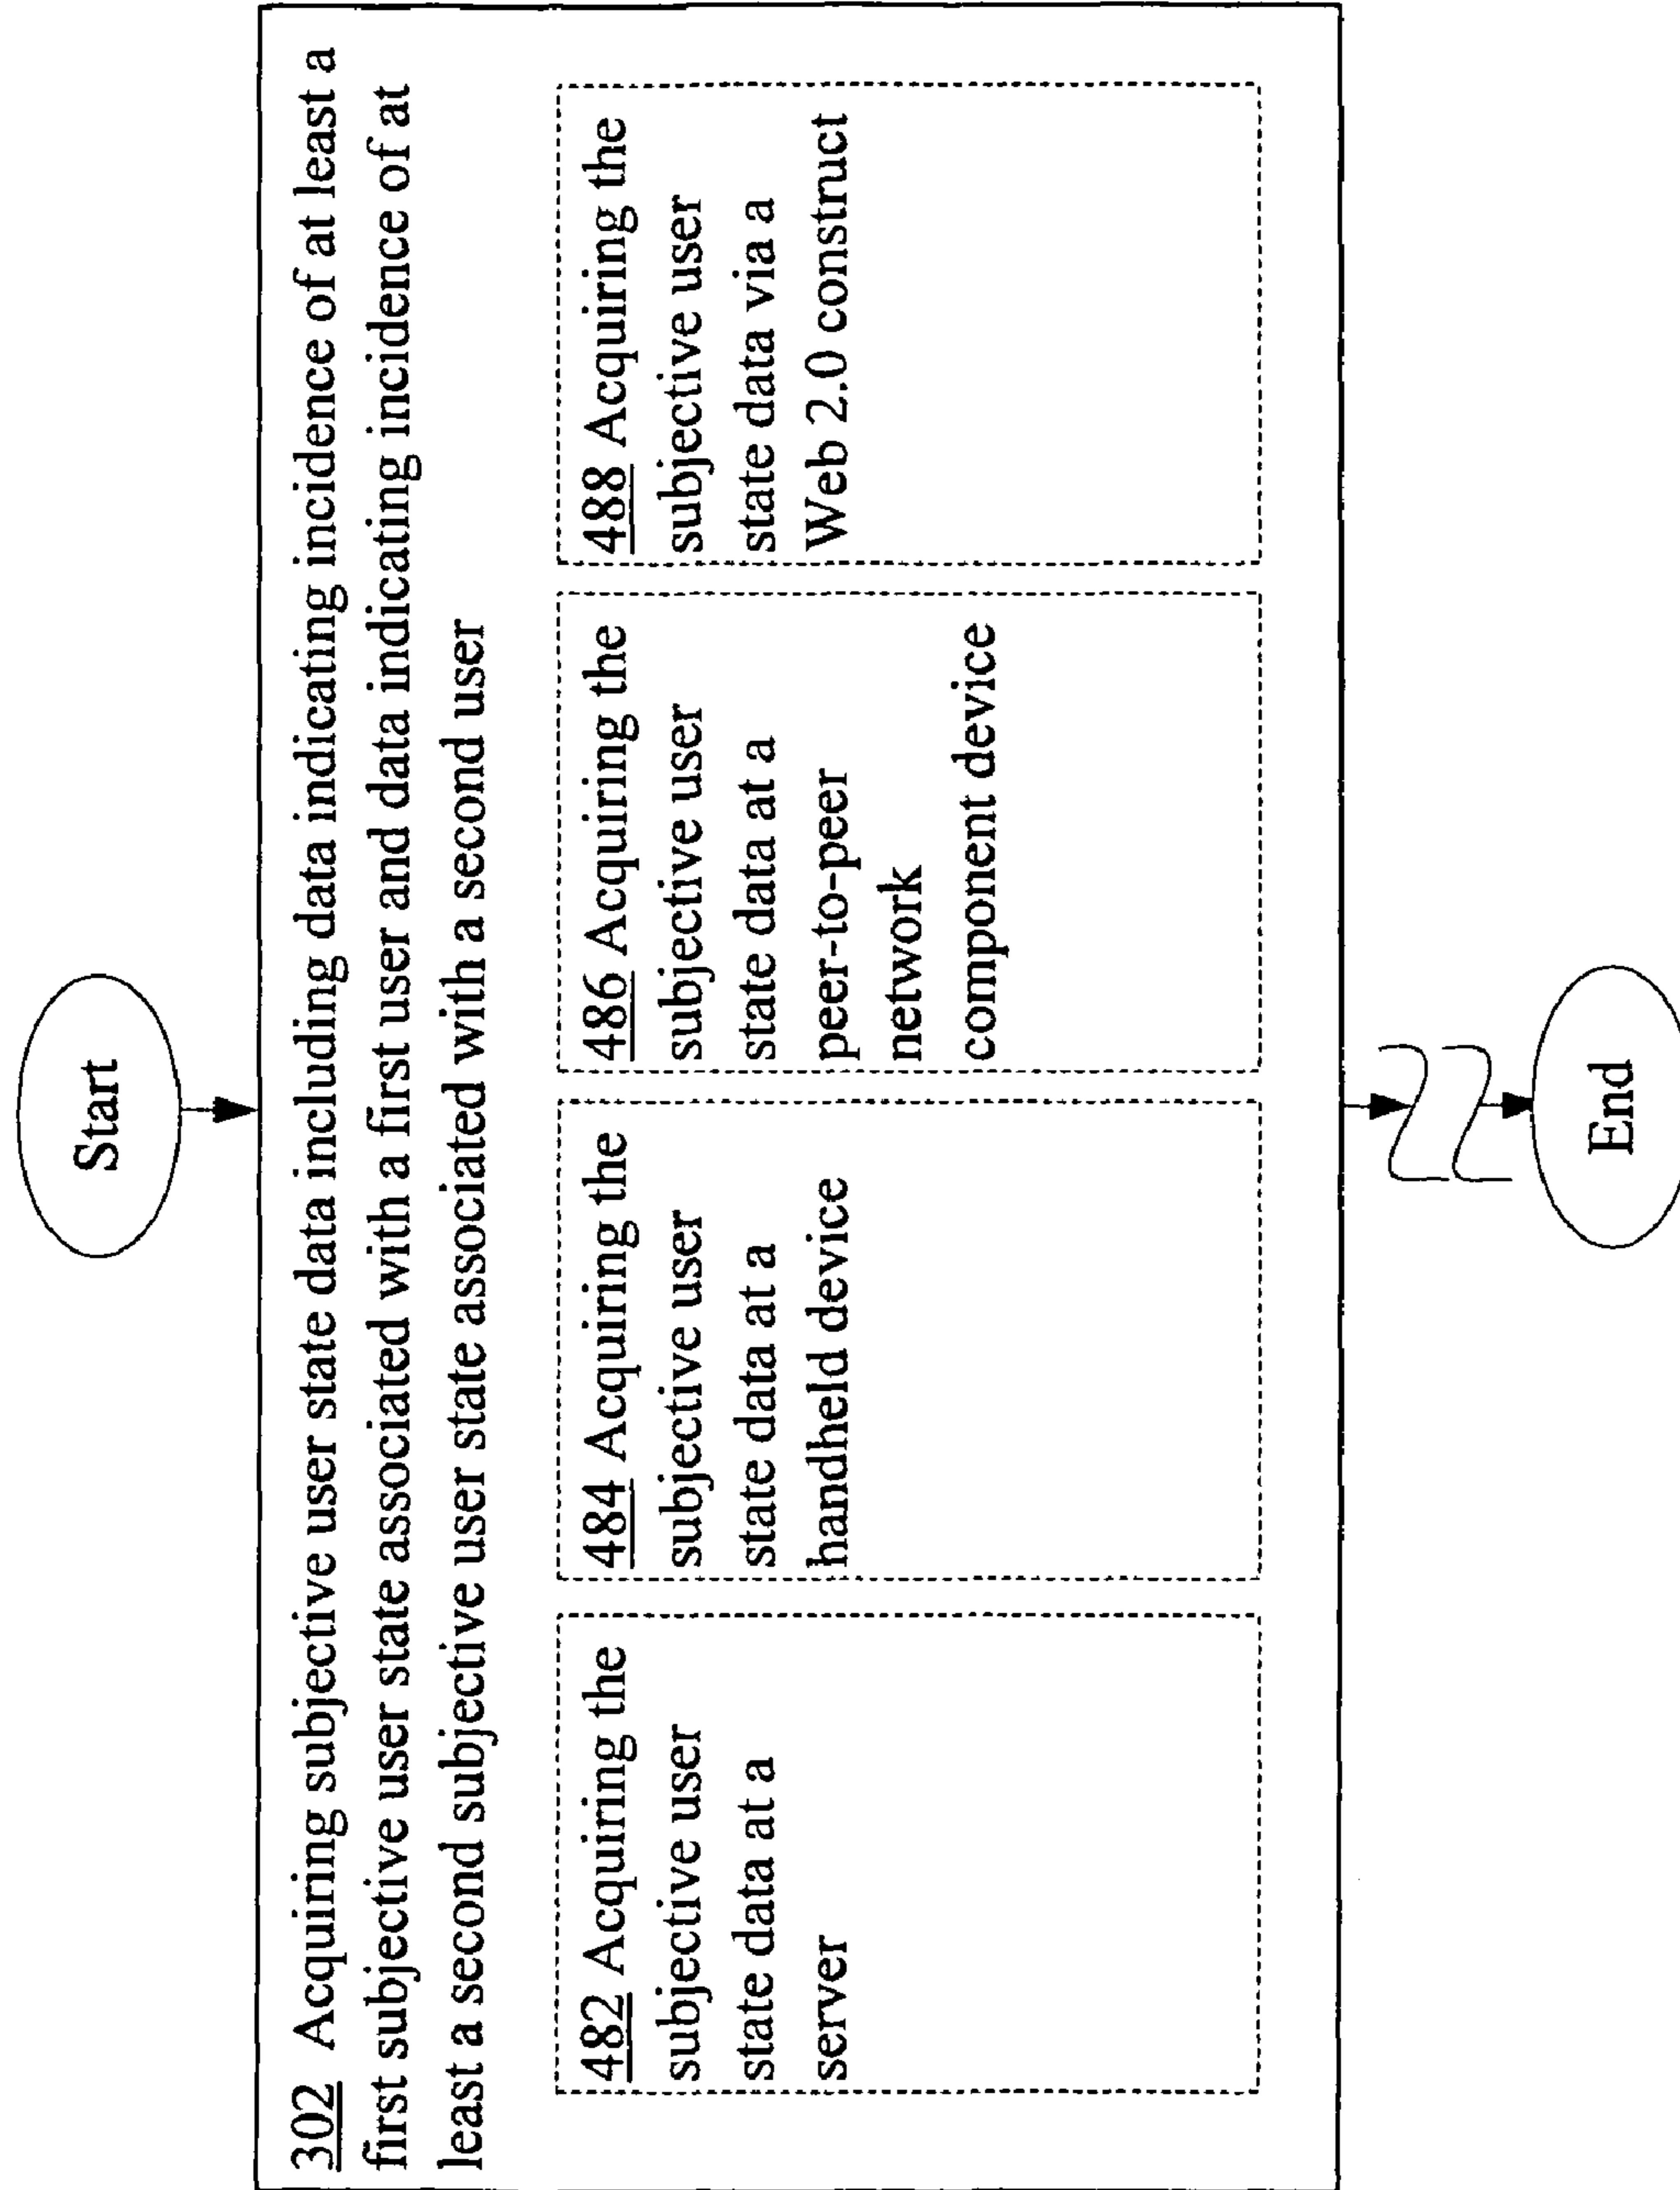 Start
302 Acquiring subjective user state data including data indicating incidence of at least a
first subjective user state associated with a first user and data indicating incidence of at
least a second subjective user state associated with a second user
482 Acquiring the
subjective user
state data at a
server
484 Acquiring the
subjective user
state data at a
handheld device
486 Acquiring the
subjective user
state data at a
peer-to-peer
network
component device
488 Acquiring the
subjective user
state data via a
Web 2.0 construct
End